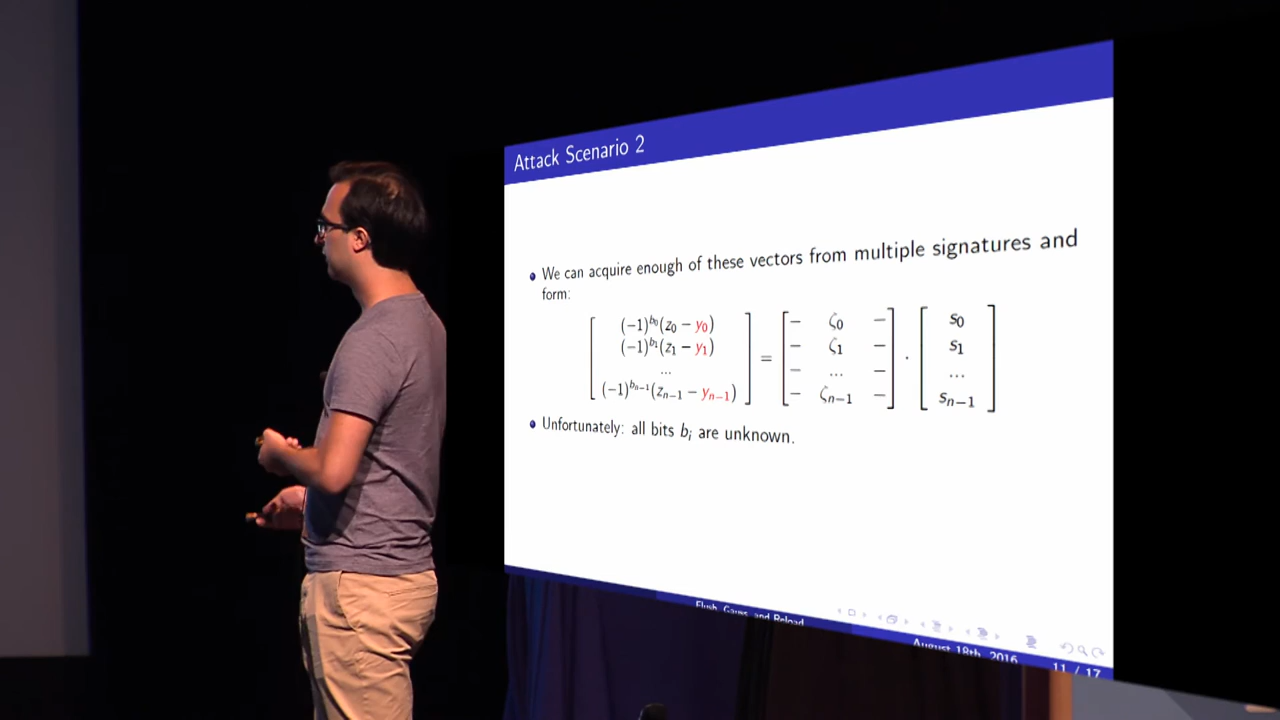 Attack Scenario 2
We can acquire enough of these vectors from multiple signatures and
form:
(-1)^{b_0}(z_0 − y_0)
(-1)^{b_1}(z_1 − y_1)
...
(-1)^{b_{n−1}}(z_{n−1} − y_{n−1})
=
− ζ_0 −
− ζ_1 −
− ... −
− ζ_{n−1} −
·
s_0
s_1
...
s_{n−1}
Unfortunately: all bits b_i are unknown.
Flush, Gauss, and Reload
August 18th, 2016
11 / 17